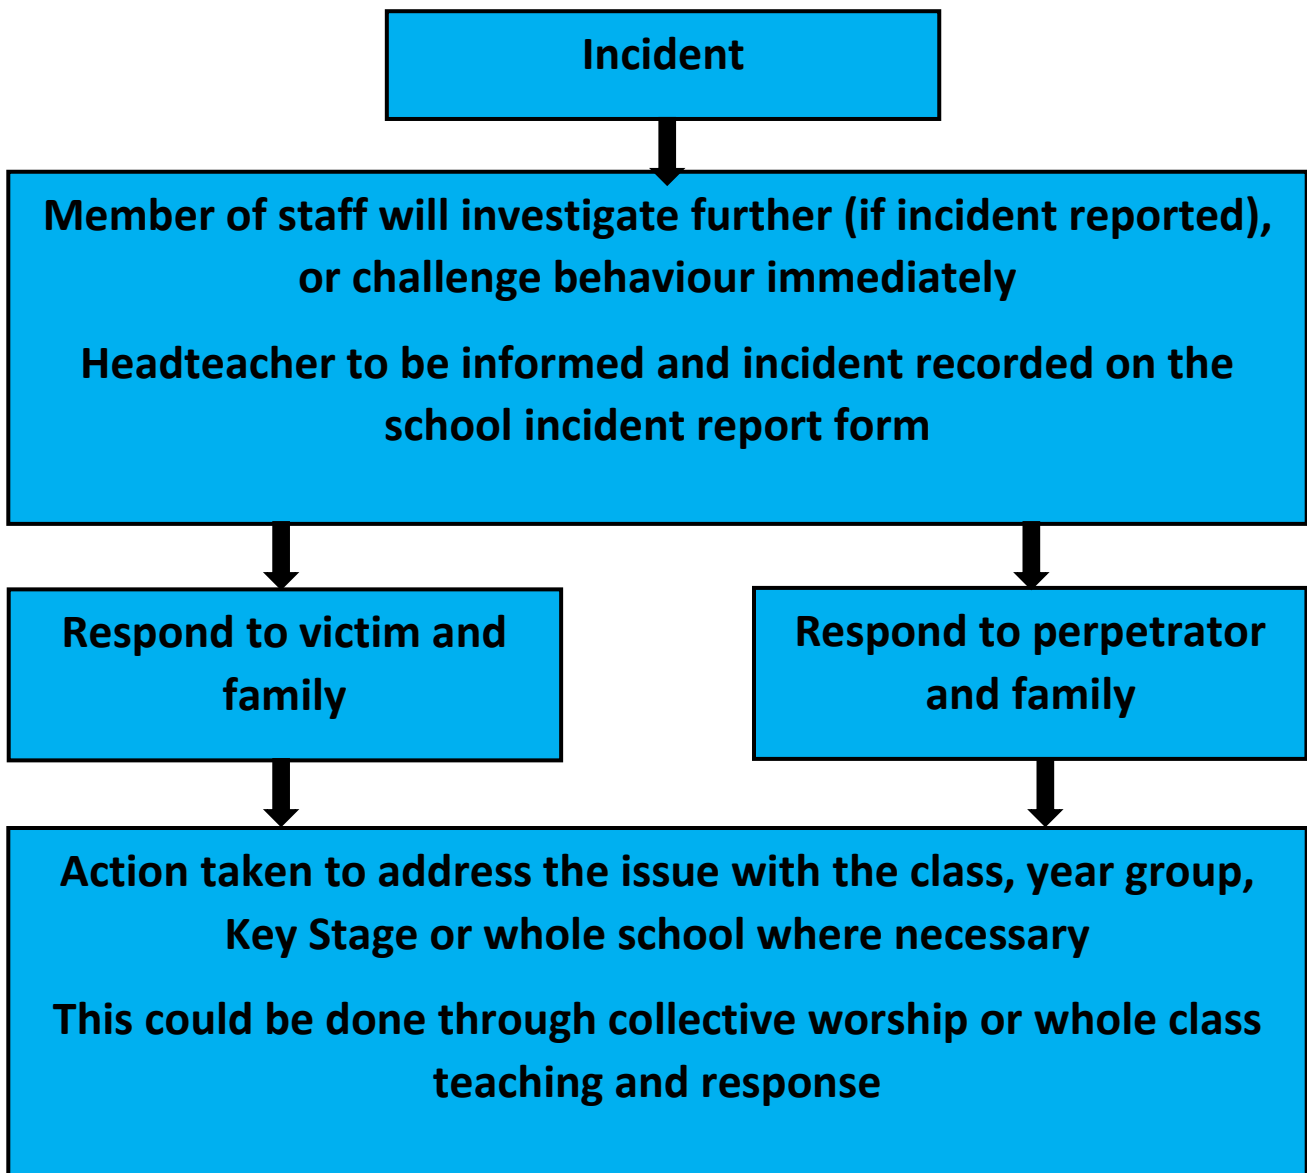 Incident
Member of staff will investigate further (if incident reported),
or challenge behaviour immediately
Headteacher to be informed and incident recorded on the
school incident report form
Respond to victim and
family
Respond to perpetrator
and family
Action taken to address the issue with the class, year group,
Key Stage or whole school where necessary
This could be done through collective worship or whole class
teaching and response